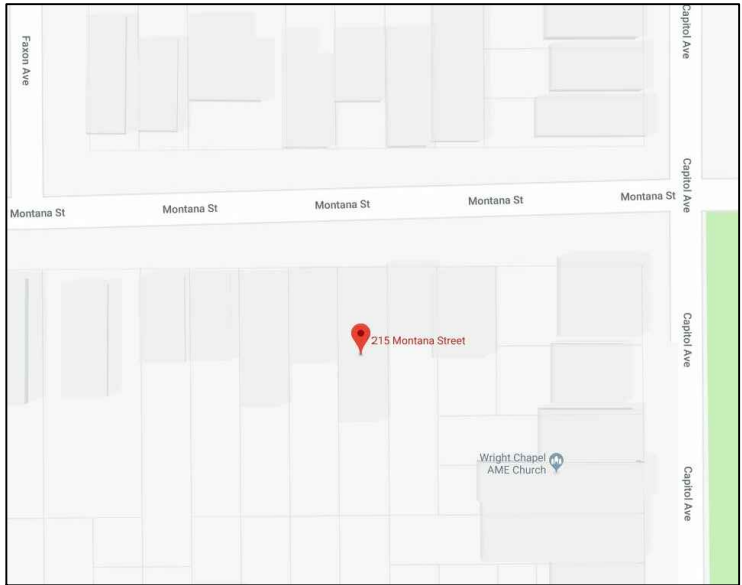 Faxon Ave
Capitol Ave
Capitol Ave
Montana St
Montana St
Montana St
Montana St
Montana St
215 Montana Street
Capitol Ave
Wright Chapel
AME Church
Capitol Ave